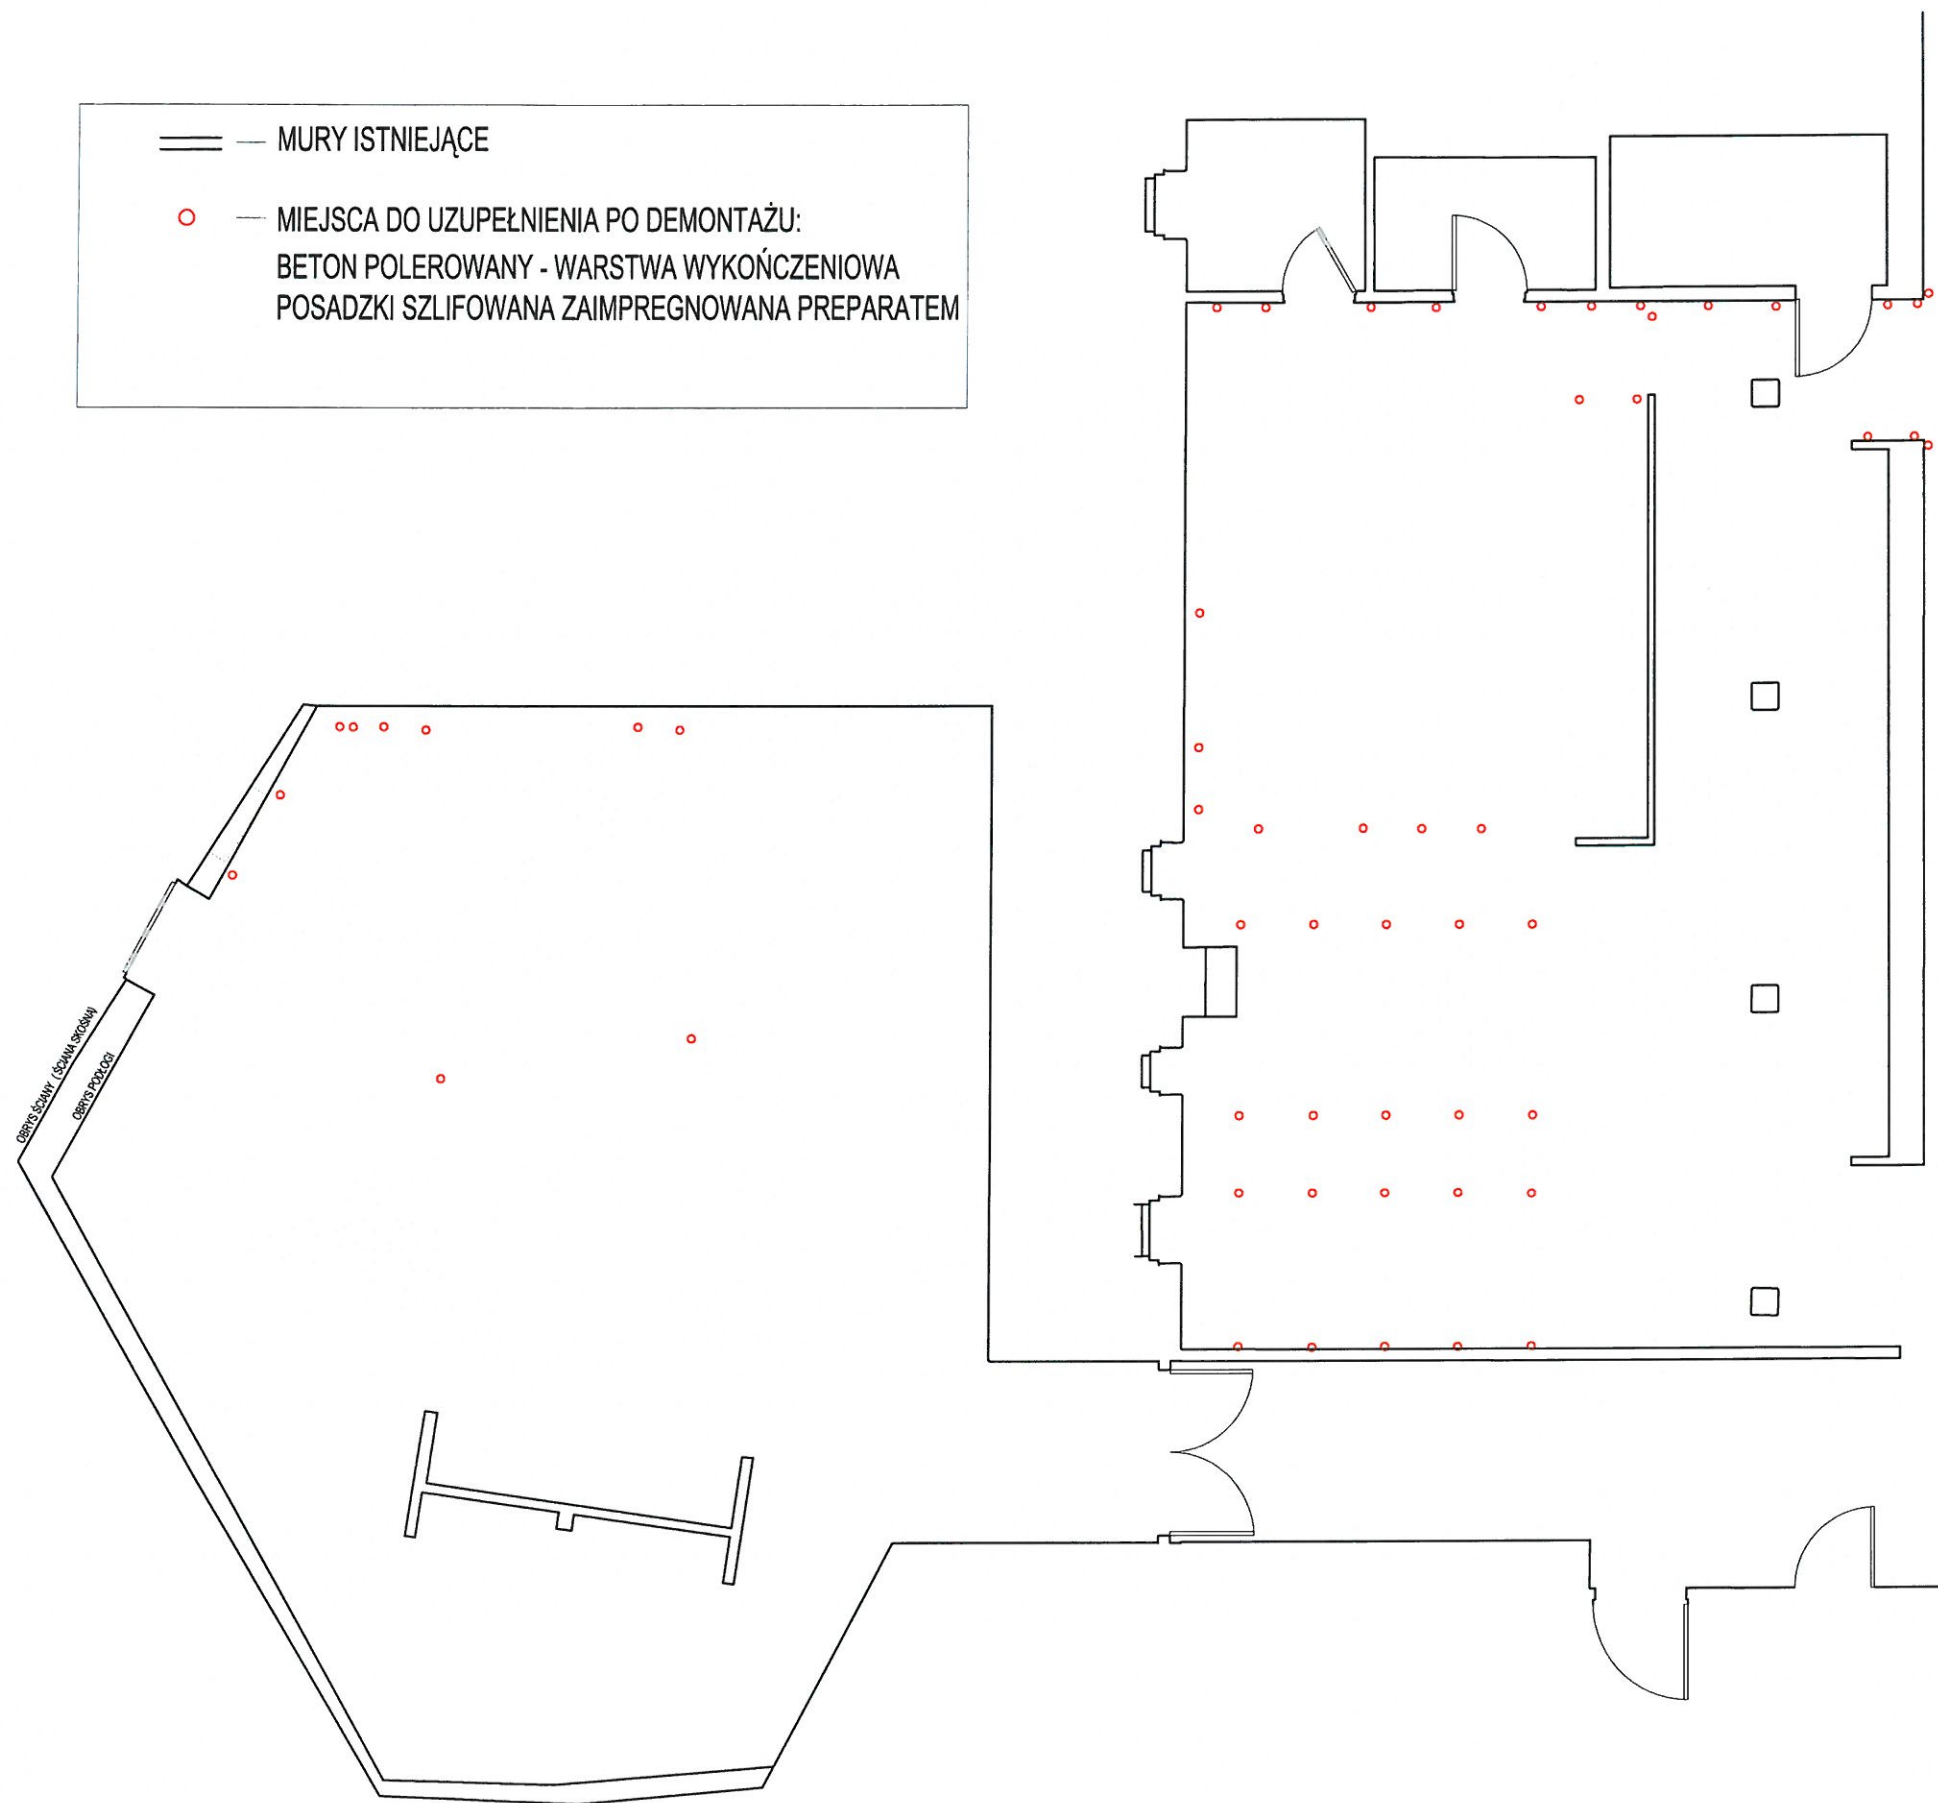 MURY ISTNIEJĄCE
MIEJSCA DO UZUPEŁNIENIA PO DEMONTAŻU:
BETON POLEROWANY - WARSTWA WYKOŃCZENIOWA
POSADZKI SZLIFOWANA ZAIMPREGNOWANA PREPARATEM
OBRYS ŚCIANY (ŚCIANA SKOŚNA)
OBRYS PODŁOGI